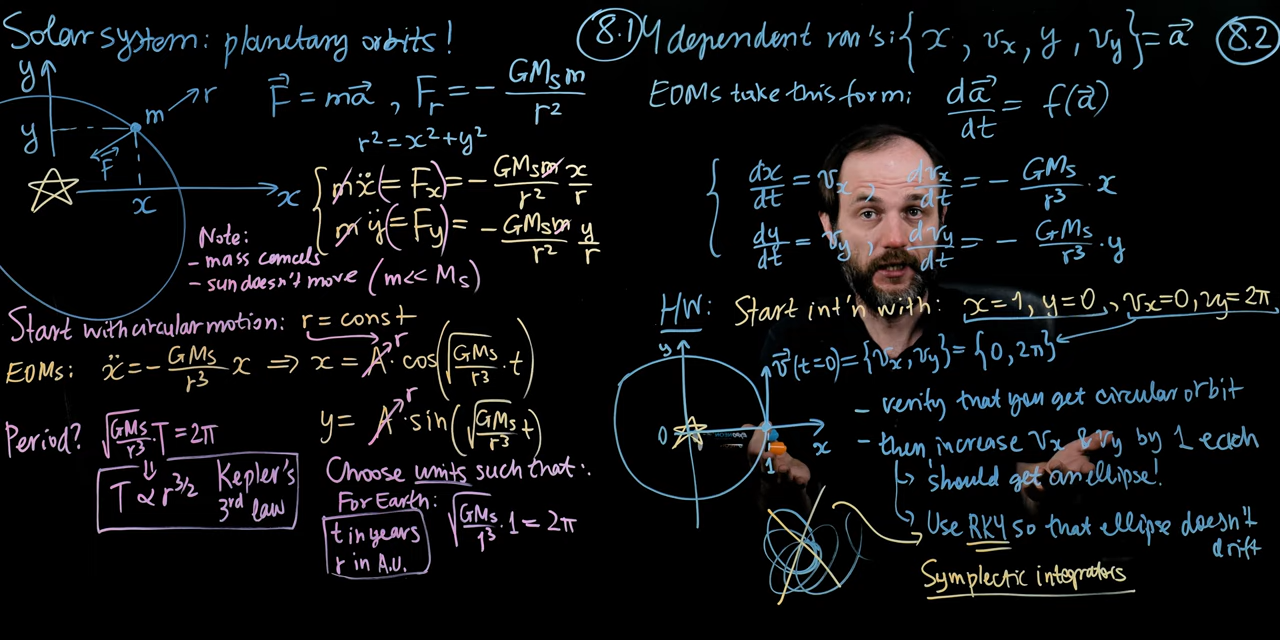 Solar system: planetary orbits!
8.1
y
y
m
r
F⃗
x
x
F⃗ = ma⃗ , F_r = - GM_S m / r²
r² = x² + y²
{ mẍ (= F_x) = - GM_S m / r² x / r
mÿ (= F_y) = - GM_S m / r² y / r
Note:
- mass cancels
- sun doesn't move (m << M_S)
Start with circular motion: r = const
EOMs: ẍ = - GM_S / r³ x ⇒ x = A r · cos(√(GM_S / r³) · t)
y = A r · sin(√(GM_S / r³) t)
Period? √(GM_S / r³) · T = 2π
⇓
T ∝ r^3/2 Kepler's 3rd law
Choose units such that:
For Earth: √(GM_S / 1³) · 1 = 2π
t in years
r in A.U.
4 dependent var's: { x , v_x , y , v_y } = a⃗
8.2
EOMs take this form: da⃗/dt = f(a⃗)
{ dx/dt = v_x , dv_x/dt = - GM_S / r³ · x
dy/dt = v_y , dv_y/dt = - GM_S / r³ · y
HW: Start int'n with: x = 1, y = 0, v_x = 0, v_y = 2π
v⃗(t=0) = {v_x, v_y} = {0, 2π}
y
0
1
x
- verify that you get circular orbit
- then increase v_x & v_y by 1 each
↳ should get an ellipse!
↳ Use RK4 so that ellipse doesn't drift
Symplectic integrators